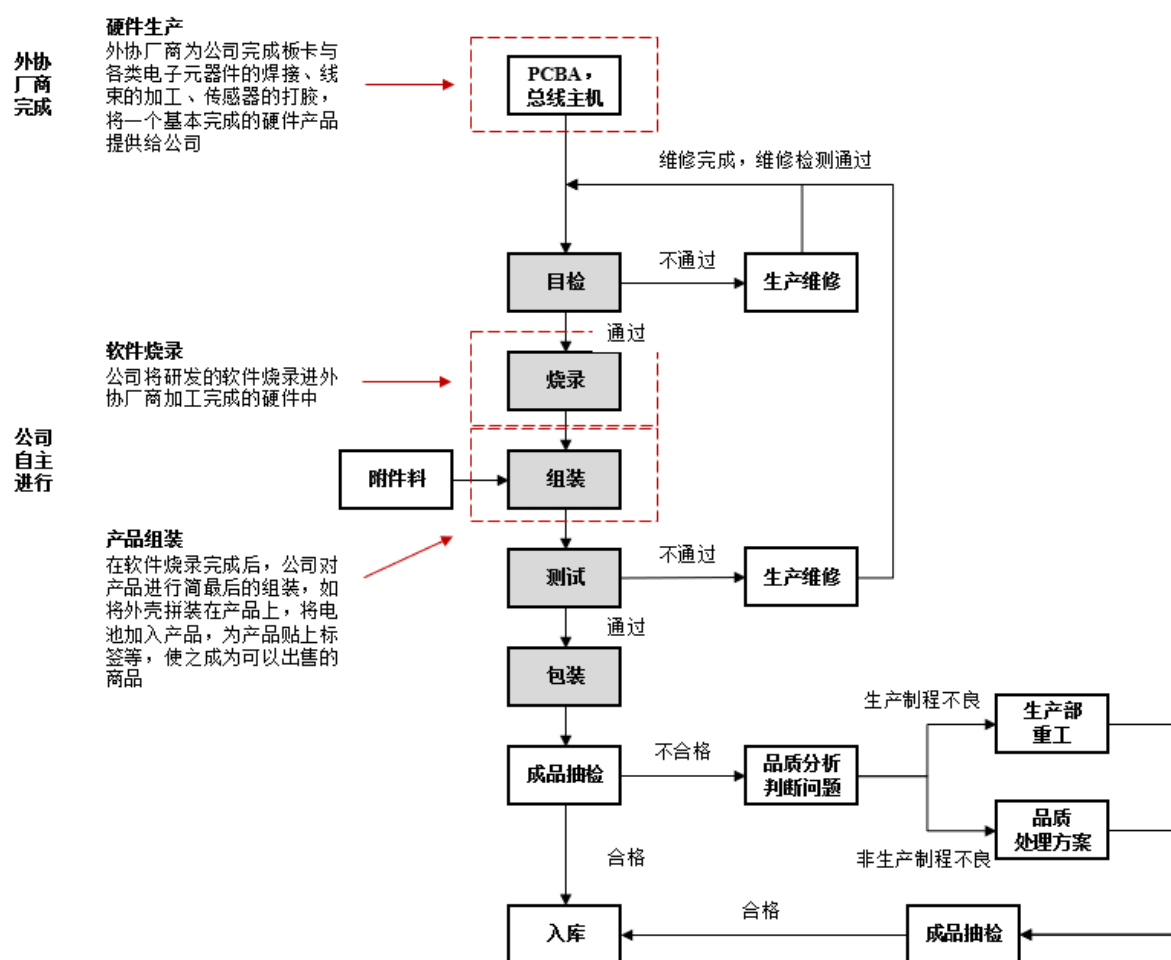 硬件生产
外协厂商为公司完成板卡与
各类电子元器件的焊接、线
束的加工、传感器的打胶，
将一个基本完成的硬件产品
提供给公司
外协
厂商
完成
PCBA，
总线主机
维修完成，维修检测通过
目检
不通过
生产维修
通过
软件烧录
公司将研发的软件烧录进外
协厂商加工完成的硬件中
烧录
公司
自主
进行
附件料
组装
产品组装
在软件烧录完成后，公司对
产品进行简最后的组装，如
将外壳拼装在产品上，将电
池加入产品，为产品贴上标
签等，使之成为可以出售的
商品
测试
不通过
生产维修
通过
包装
生产制程不良
生产部
重工
成品抽检
不合格
品质分析
判断问题
品质
处理方案
非生产制程不良
合格
入库
合格
成品抽检